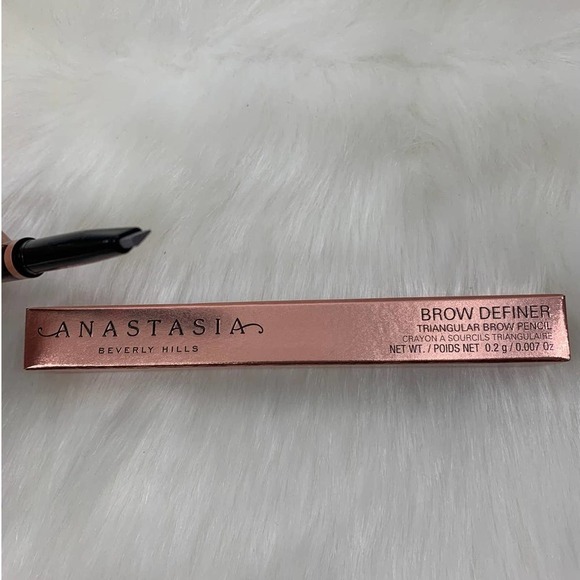 ANASTASIA
BEVERLY HILLS
BROW DEFINER
TRIANGULAR BROW PENCIL
CRAYON A SOURCILS TRIANGULAIRE
NET WT. / POIDS NET 0.2 g / 0.007 Oz